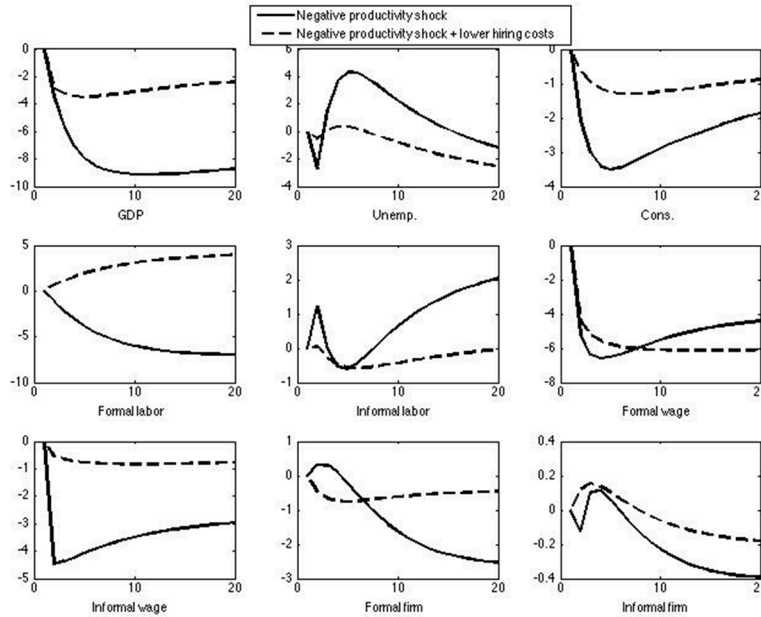 Negative productivity shock
Negative productivity shock + lower hiring costs
0
-2
-4
-6
-8
-10
0 10 20
GDP
6
4
2
0
-2
-4
0 10 20
Unemp.
0
-1
-2
-3
-4
0 10 20
Cons.
5
0
-5
-10
0 10 20
Formal labor
3
2
1
0
-1
0 10 20
Informal labor
0
-2
-4
-6
-8
0 10 20
Formal wage
0
-1
-2
-3
-4
-5
0 10 20
Informal wage
1
0
-1
-2
-3
0 10 20
Formal firm
0.4
0.2
0
-0.2
-0.4
0 10 20
Informal firm